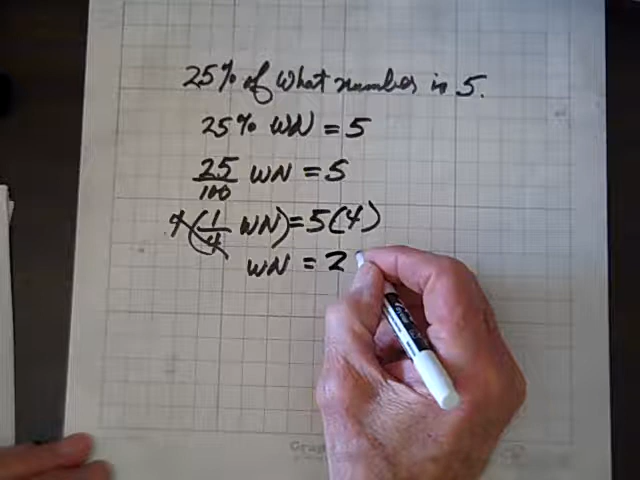 25% of what number is 5.
25% WN = 5
25/100 WN = 5
4(1/4 WN) = 5(4)
WN = 2